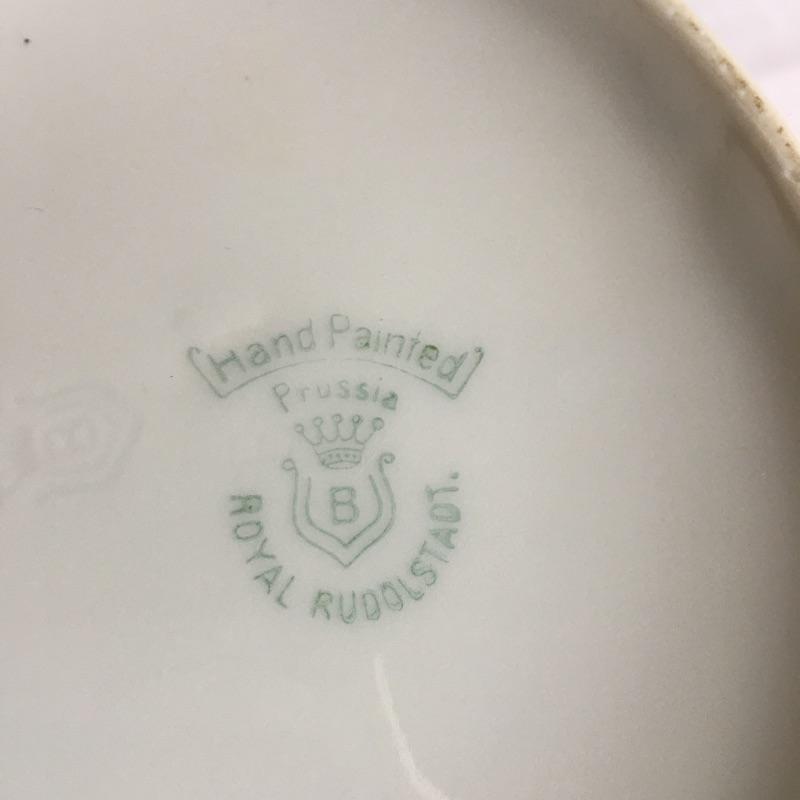 Hand Painted
Prussia
B
ROYAL RUDOLSTADT.